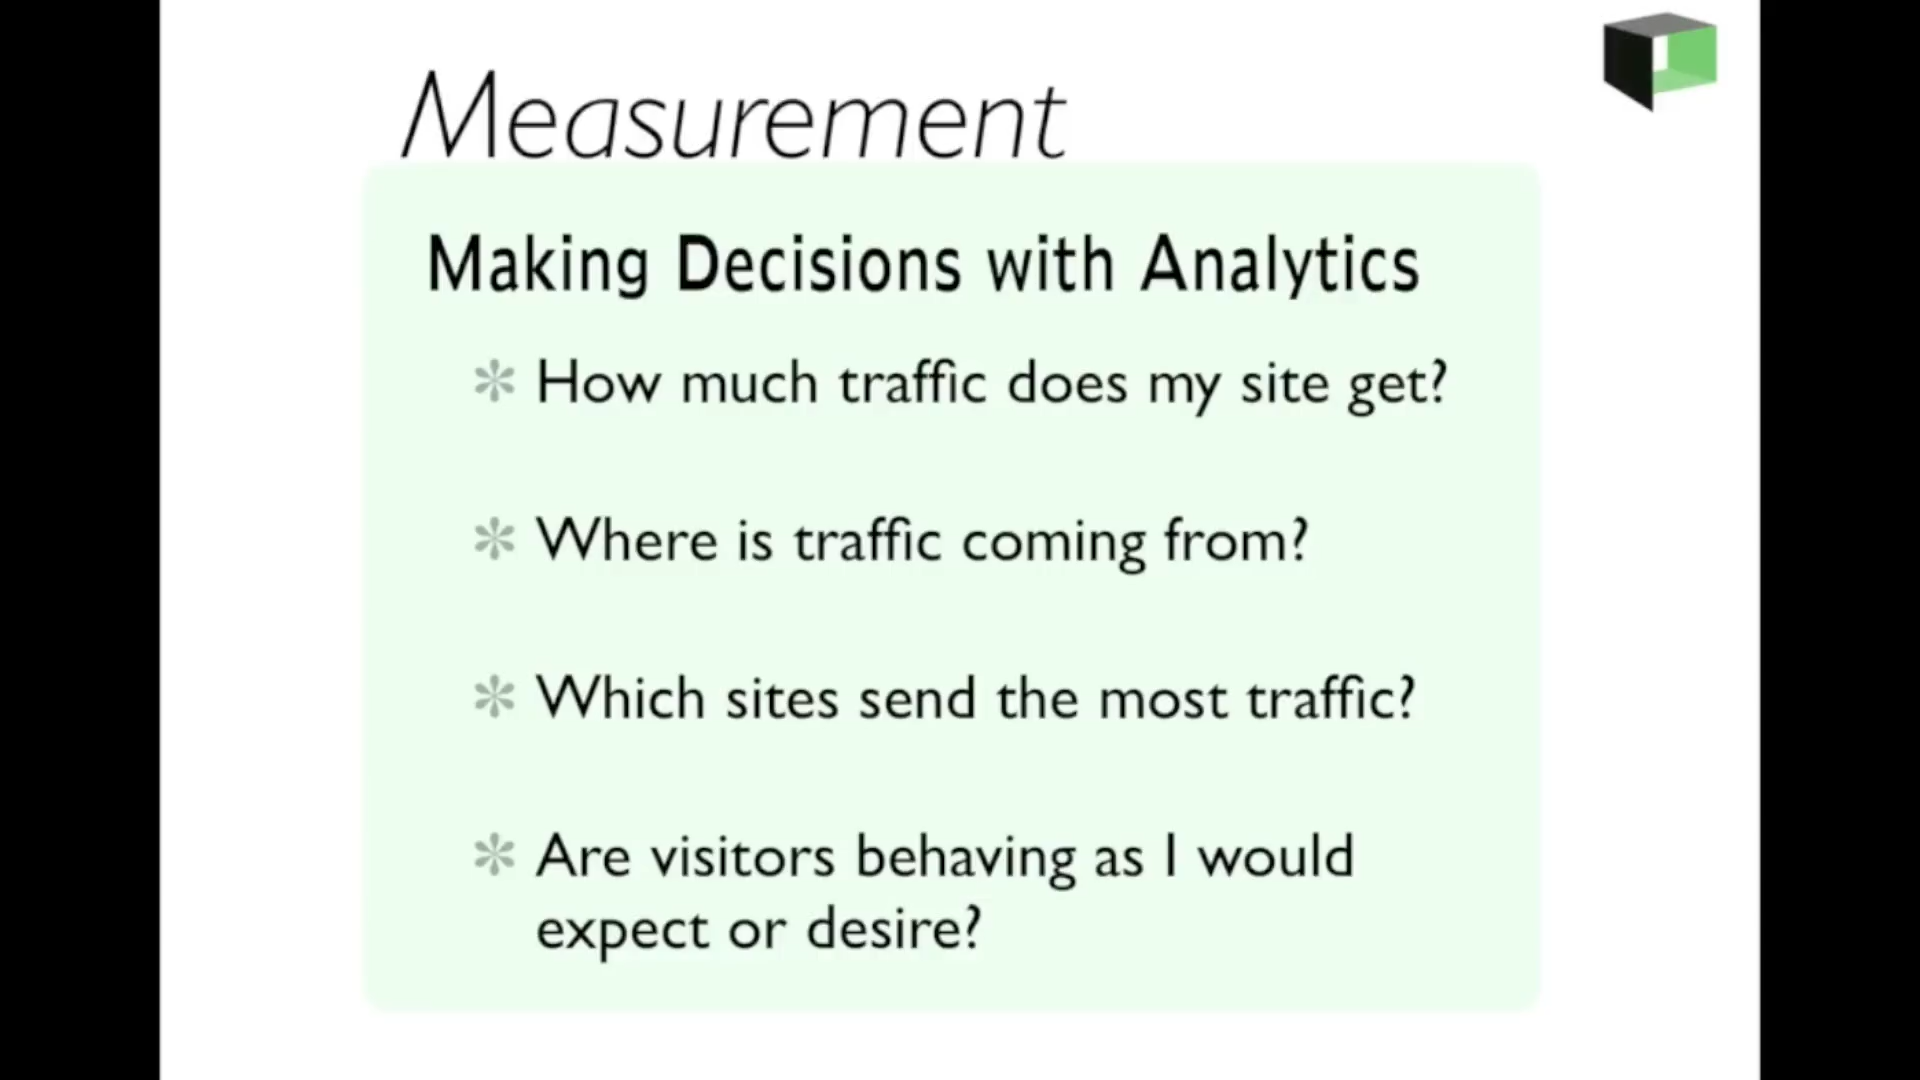 Measurement
Making Decisions with Analytics
✻ How much traffic does my site get?
✻ Where is traffic coming from?
✻ Which sites send the most traffic?
✻ Are visitors behaving as I would
expect or desire?